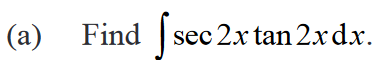 (a) Find ∫ sec 2x tan 2x dx.